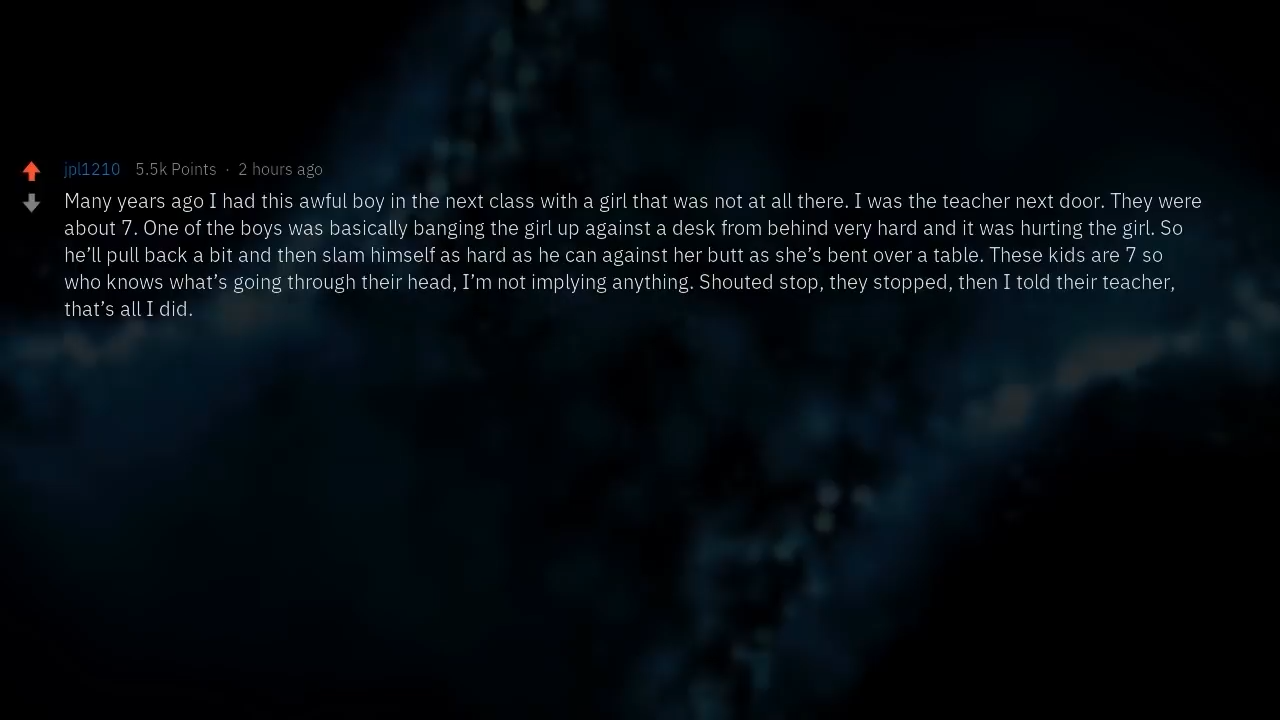 jpl1210 5.5k Points · 2 hours ago
Many years ago I had this awful boy in the next class with a girl that was not at all there. I was the teacher next door. They were
about 7. One of the boys was basically banging the girl up against a desk from behind very hard and it was hurting the girl. So
he’ll pull back a bit and then slam himself as hard as he can against her butt as she’s bent over a table. These kids are 7 so
who knows what’s going through their head, I’m not implying anything. Shouted stop, they stopped, then I told their teacher,
that’s all I did.